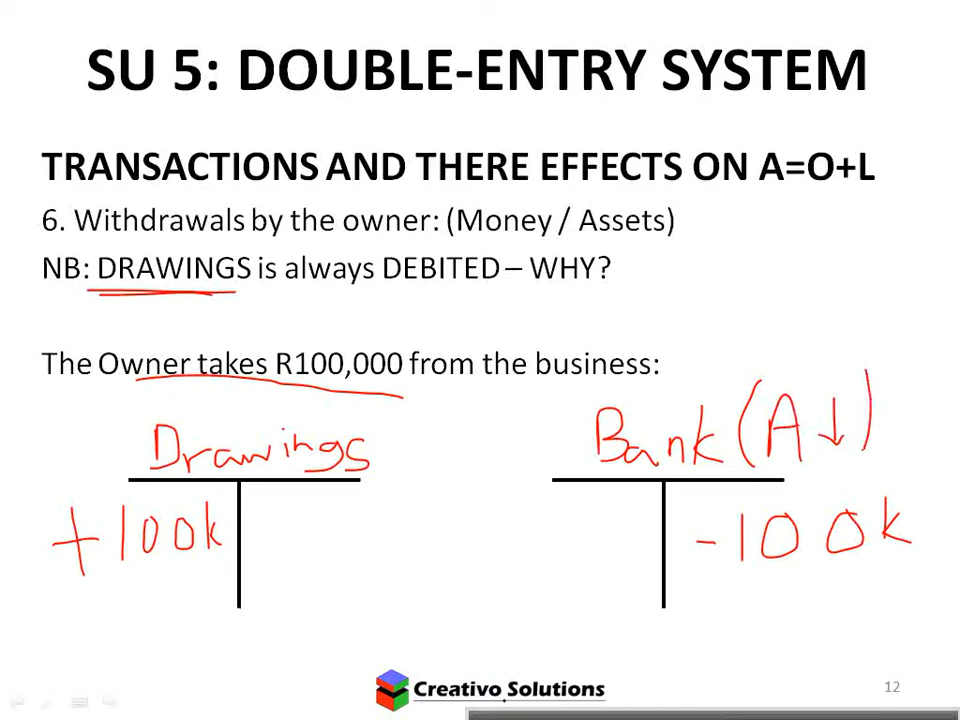 SU 5: DOUBLE-ENTRY SYSTEM
TRANSACTIONS AND THERE EFFECTS ON A=O+L
6. Withdrawals by the owner: (Money / Assets)
NB: DRAWINGS is always DEBITED – WHY?
The Owner takes R100,000 from the business:
Drawings
Bank (A↓)
+100k
-100k
Creativo Solutions
12